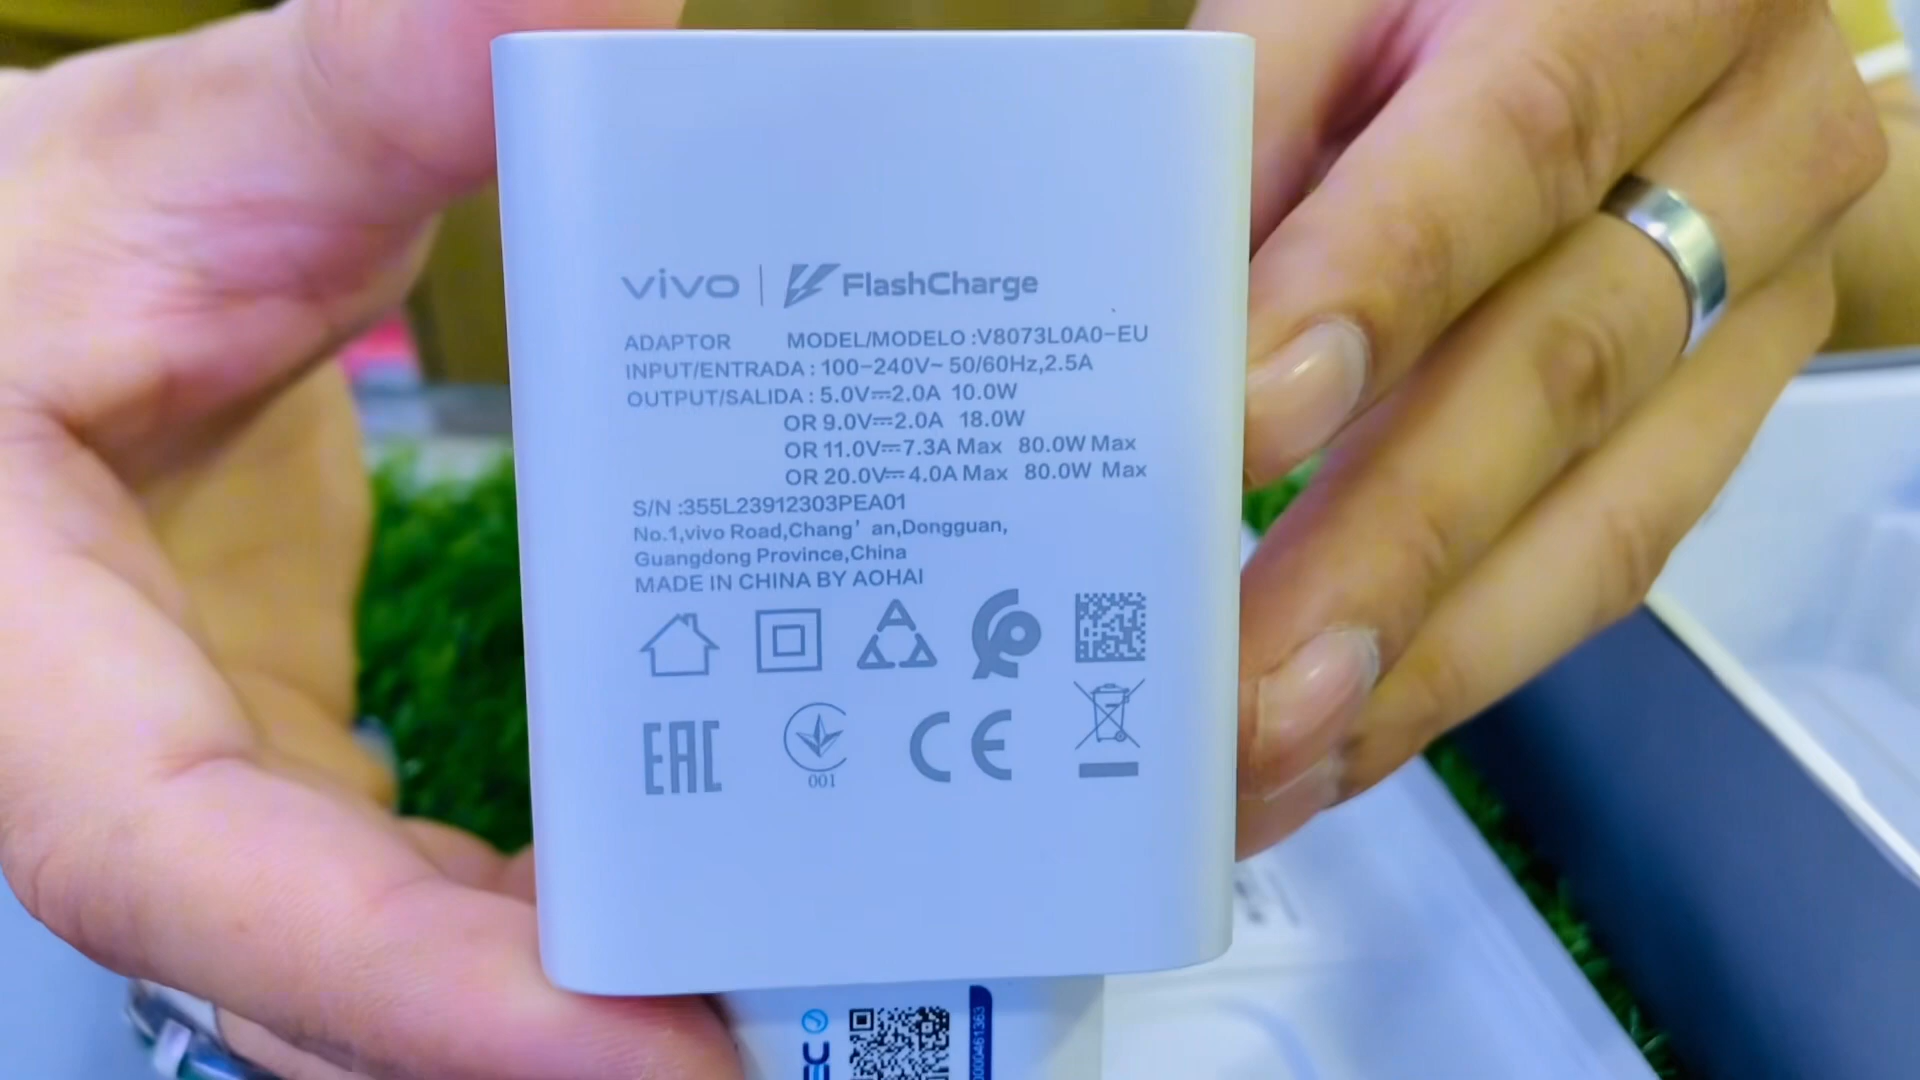 vivo | FlashCharge
ADAPTOR MODEL/MODELO :V8073L0A0-EU
INPUT/ENTRADA : 100-240V~ 50/60Hz,2.5A
OUTPUT/SALIDA : 5.0V⎓2.0A 10.0W
OR 9.0V⎓2.0A 18.0W
OR 11.0V⎓7.3A Max 80.0W Max
OR 20.0V⎓4.0A Max 80.0W Max
S/N :355L23912303PEA01
No.1,vivo Road,Chang' an,Dongguan,
Guangdong Province,China
MADE IN CHINA BY AOHAI
EAC
001
CE
EC
0000461363